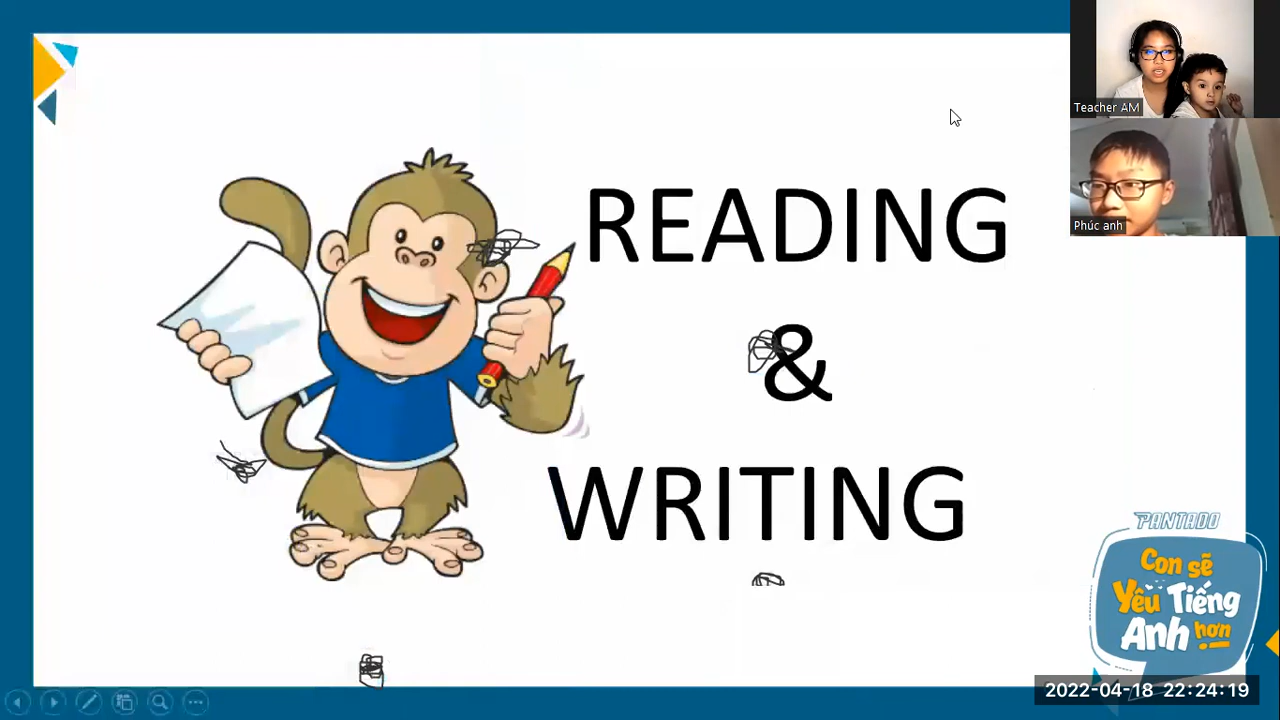 READING
&
WRITING
Teacher AM
Phúc anh
PANTADO
Con sẽ
Yêu Tiếng
Anh hơn
2022-04-18 22:24:19